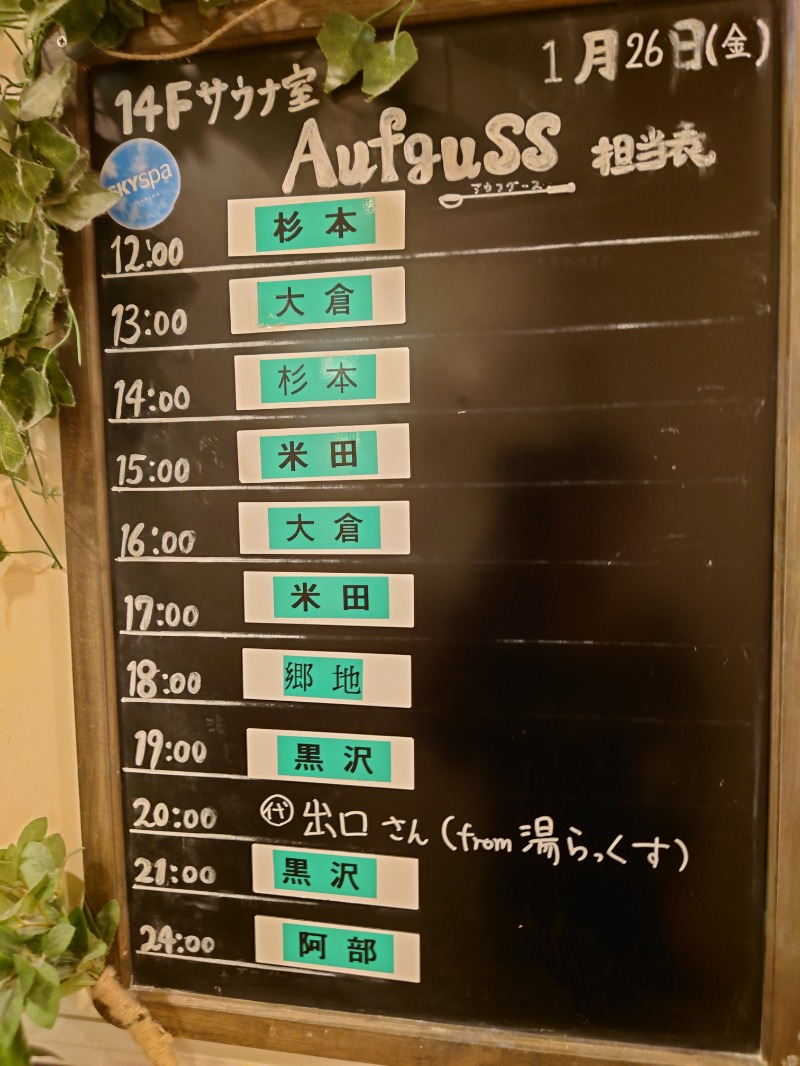 1月26日(金)
14Fサウナ室
AufguSS 担当表
アウフグース
SKYspa
12:00 杉本
13:00 大倉
14:00 杉本
15:00 米田
16:00 大倉
17:00 米田
18:00 郷地
19:00 黒沢
20:00 代 出口さん(from 湯らっくす)
21:00 黒沢
24:00 阿部